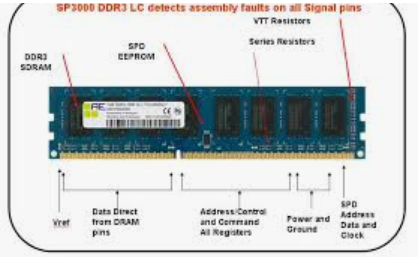 SP3000 DDR3 LC detects assembly faults on all Signal pins
VTT Resistors
SPD
EEPROM
Series Resistors
DDR3
SDRAM
Vref
Data Direct
from DRAM
pins
Address/Control
and Command
All Registers
Power and
Ground
SPD
Address
Data and
Clock